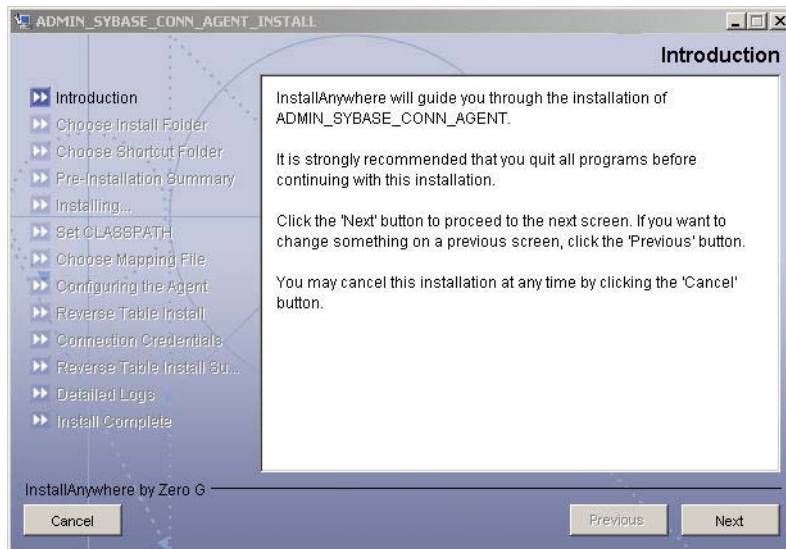 ADMIN_SYBASE_CONN_AGENT_INSTALL
Introduction
Introduction
Choose Install Folder
Choose Shortcut Folder
Pre-Installation Summary
Installing...
Set CLASSPATH
Choose Mapping File
Configuring the Agent
Reverse Table Install
Connection Credentials
Reverse Table Install Su...
Detailed Logs
Install Complete
InstallAnywhere will guide you through the installation of
ADMIN_SYBASE_CONN_AGENT.
It is strongly recommended that you quit all programs before
continuing with this installation.
Click the 'Next' button to proceed to the next screen. If you want to
change something on a previous screen, click the 'Previous' button.
You may cancel this installation at any time by clicking the 'Cancel'
button.
InstallAnywhere by Zero G
Cancel
Previous
Next